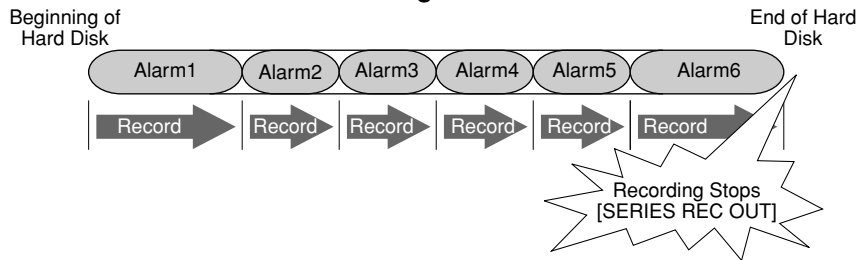 Beginning of
Hard Disk
End of Hard
Disk
Alarm1 Alarm2 Alarm3 Alarm4 Alarm5 Alarm6
Record Record Record Record Record Record
Recording Stops
[SERIES REC OUT]